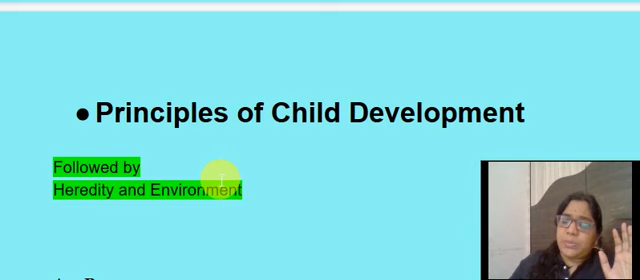 ● Principles of Child Development
Followed by
Heredity and Environment